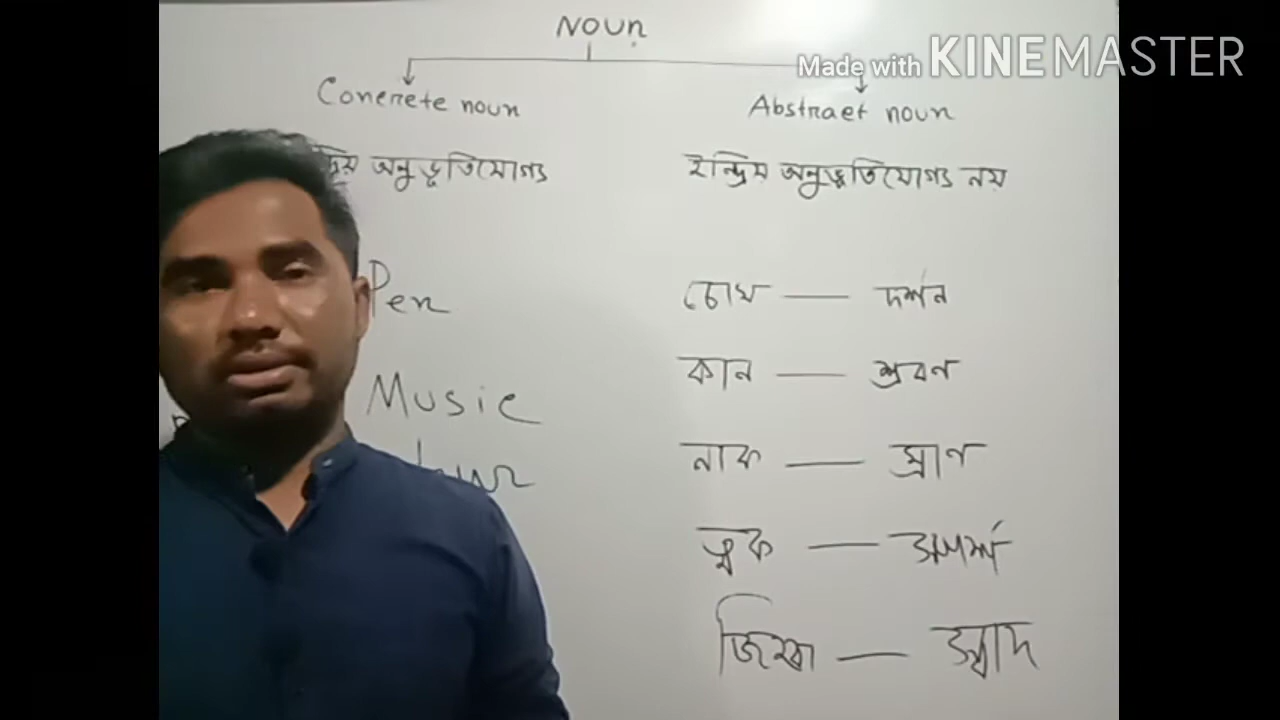 Noun
Made with KINEMASTER
Concrete noun
Abstract noun
অনুভূতিযোগ্য
ইন্দ্রিয় অনুভূতিযোগ্য নয়
Pen
চোখ — দর্শন
Music
কান — শ্রবণ
নাক — ঘ্রাণ
ত্বক — স্পর্শ
জিহ্বা — স্বাদ